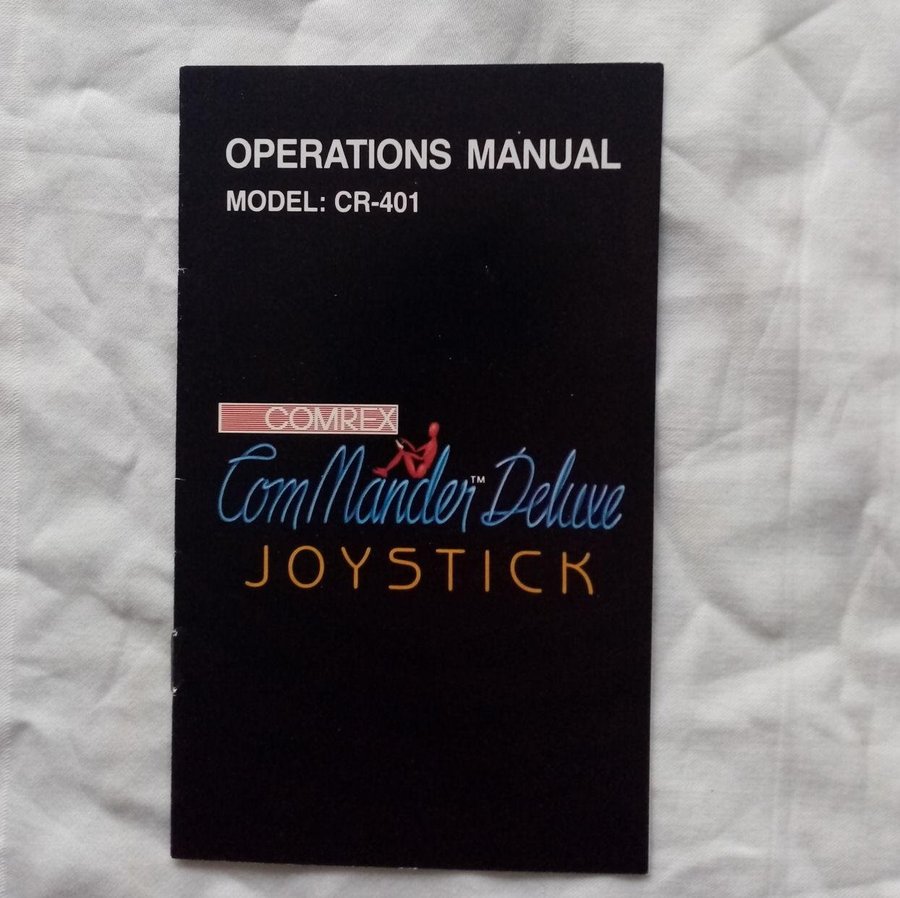 OPERATIONS MANUAL
MODEL: CR-401
COMREX
ComMander™ Deluxe
JOYSTICK